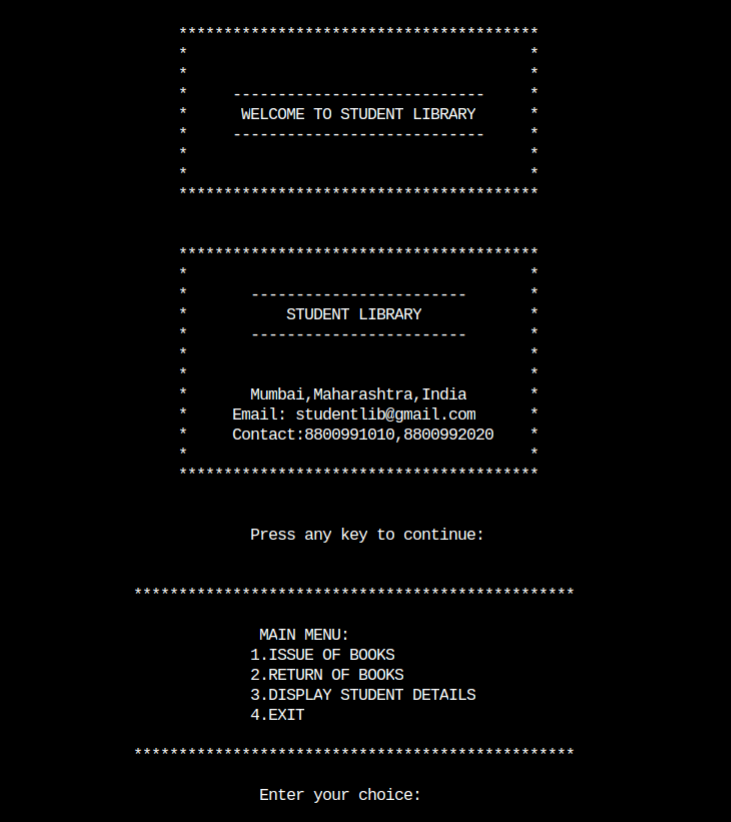 ****************************************
*                                      *
*                                      *
*     ----------------------------     *
*      WELCOME TO STUDENT LIBRARY      *
*     ----------------------------     *
*                                      *
*                                      *
****************************************
****************************************
*                                      *
*       ------------------------       *
*           STUDENT LIBRARY            *
*       ------------------------       *
*                                      *
*                                      *
*       Mumbai,Maharashtra,India       *
*     Email: studentlib@gmail.com      *
*     Contact:8800991010,8800992020    *
*                                      *
****************************************
Press any key to continue:
*************************************************
MAIN MENU:
1.ISSUE OF BOOKS
2.RETURN OF BOOKS
3.DISPLAY STUDENT DETAILS
4.EXIT
*************************************************
Enter your choice: